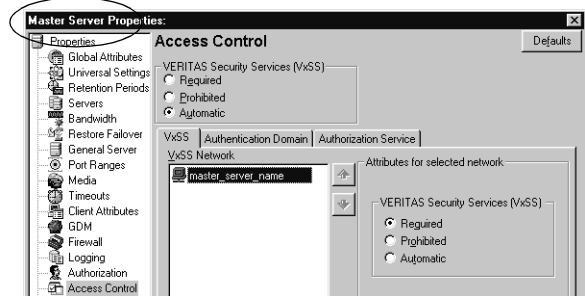 Master Server Properties:
Properties
Global Attributes
Universal Settings
Retention Periods
Servers
Bandwidth
Restore Failover
General Server
Port Ranges
Media
Timeouts
Client Attributes
GDM
Firewall
Logging
Authorization
Access Control
Access Control
Defaults
VERITAS Security Services (VxSS)
Required
Prohibited
Automatic
VxSS
Authentication Domain
Authorization Service
VxSS Network
master_server_name
Attributes for selected network
VERITAS Security Services (VxSS)
Required
Prohibited
Automatic